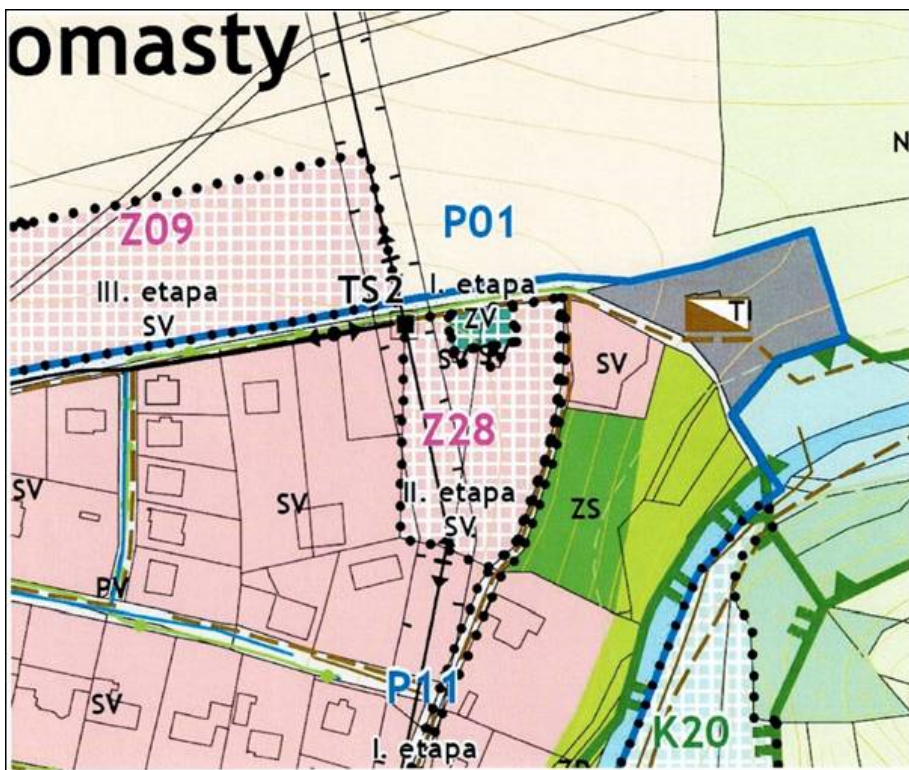 omasty
N
Z09
P01
III. etapa
SV
TS2
I. etapa
ZV
TI
SV
SV
SV
Z28
II. etapa
SV
SV
SV
ZS
PV
SV
P11
I. etapa
K20